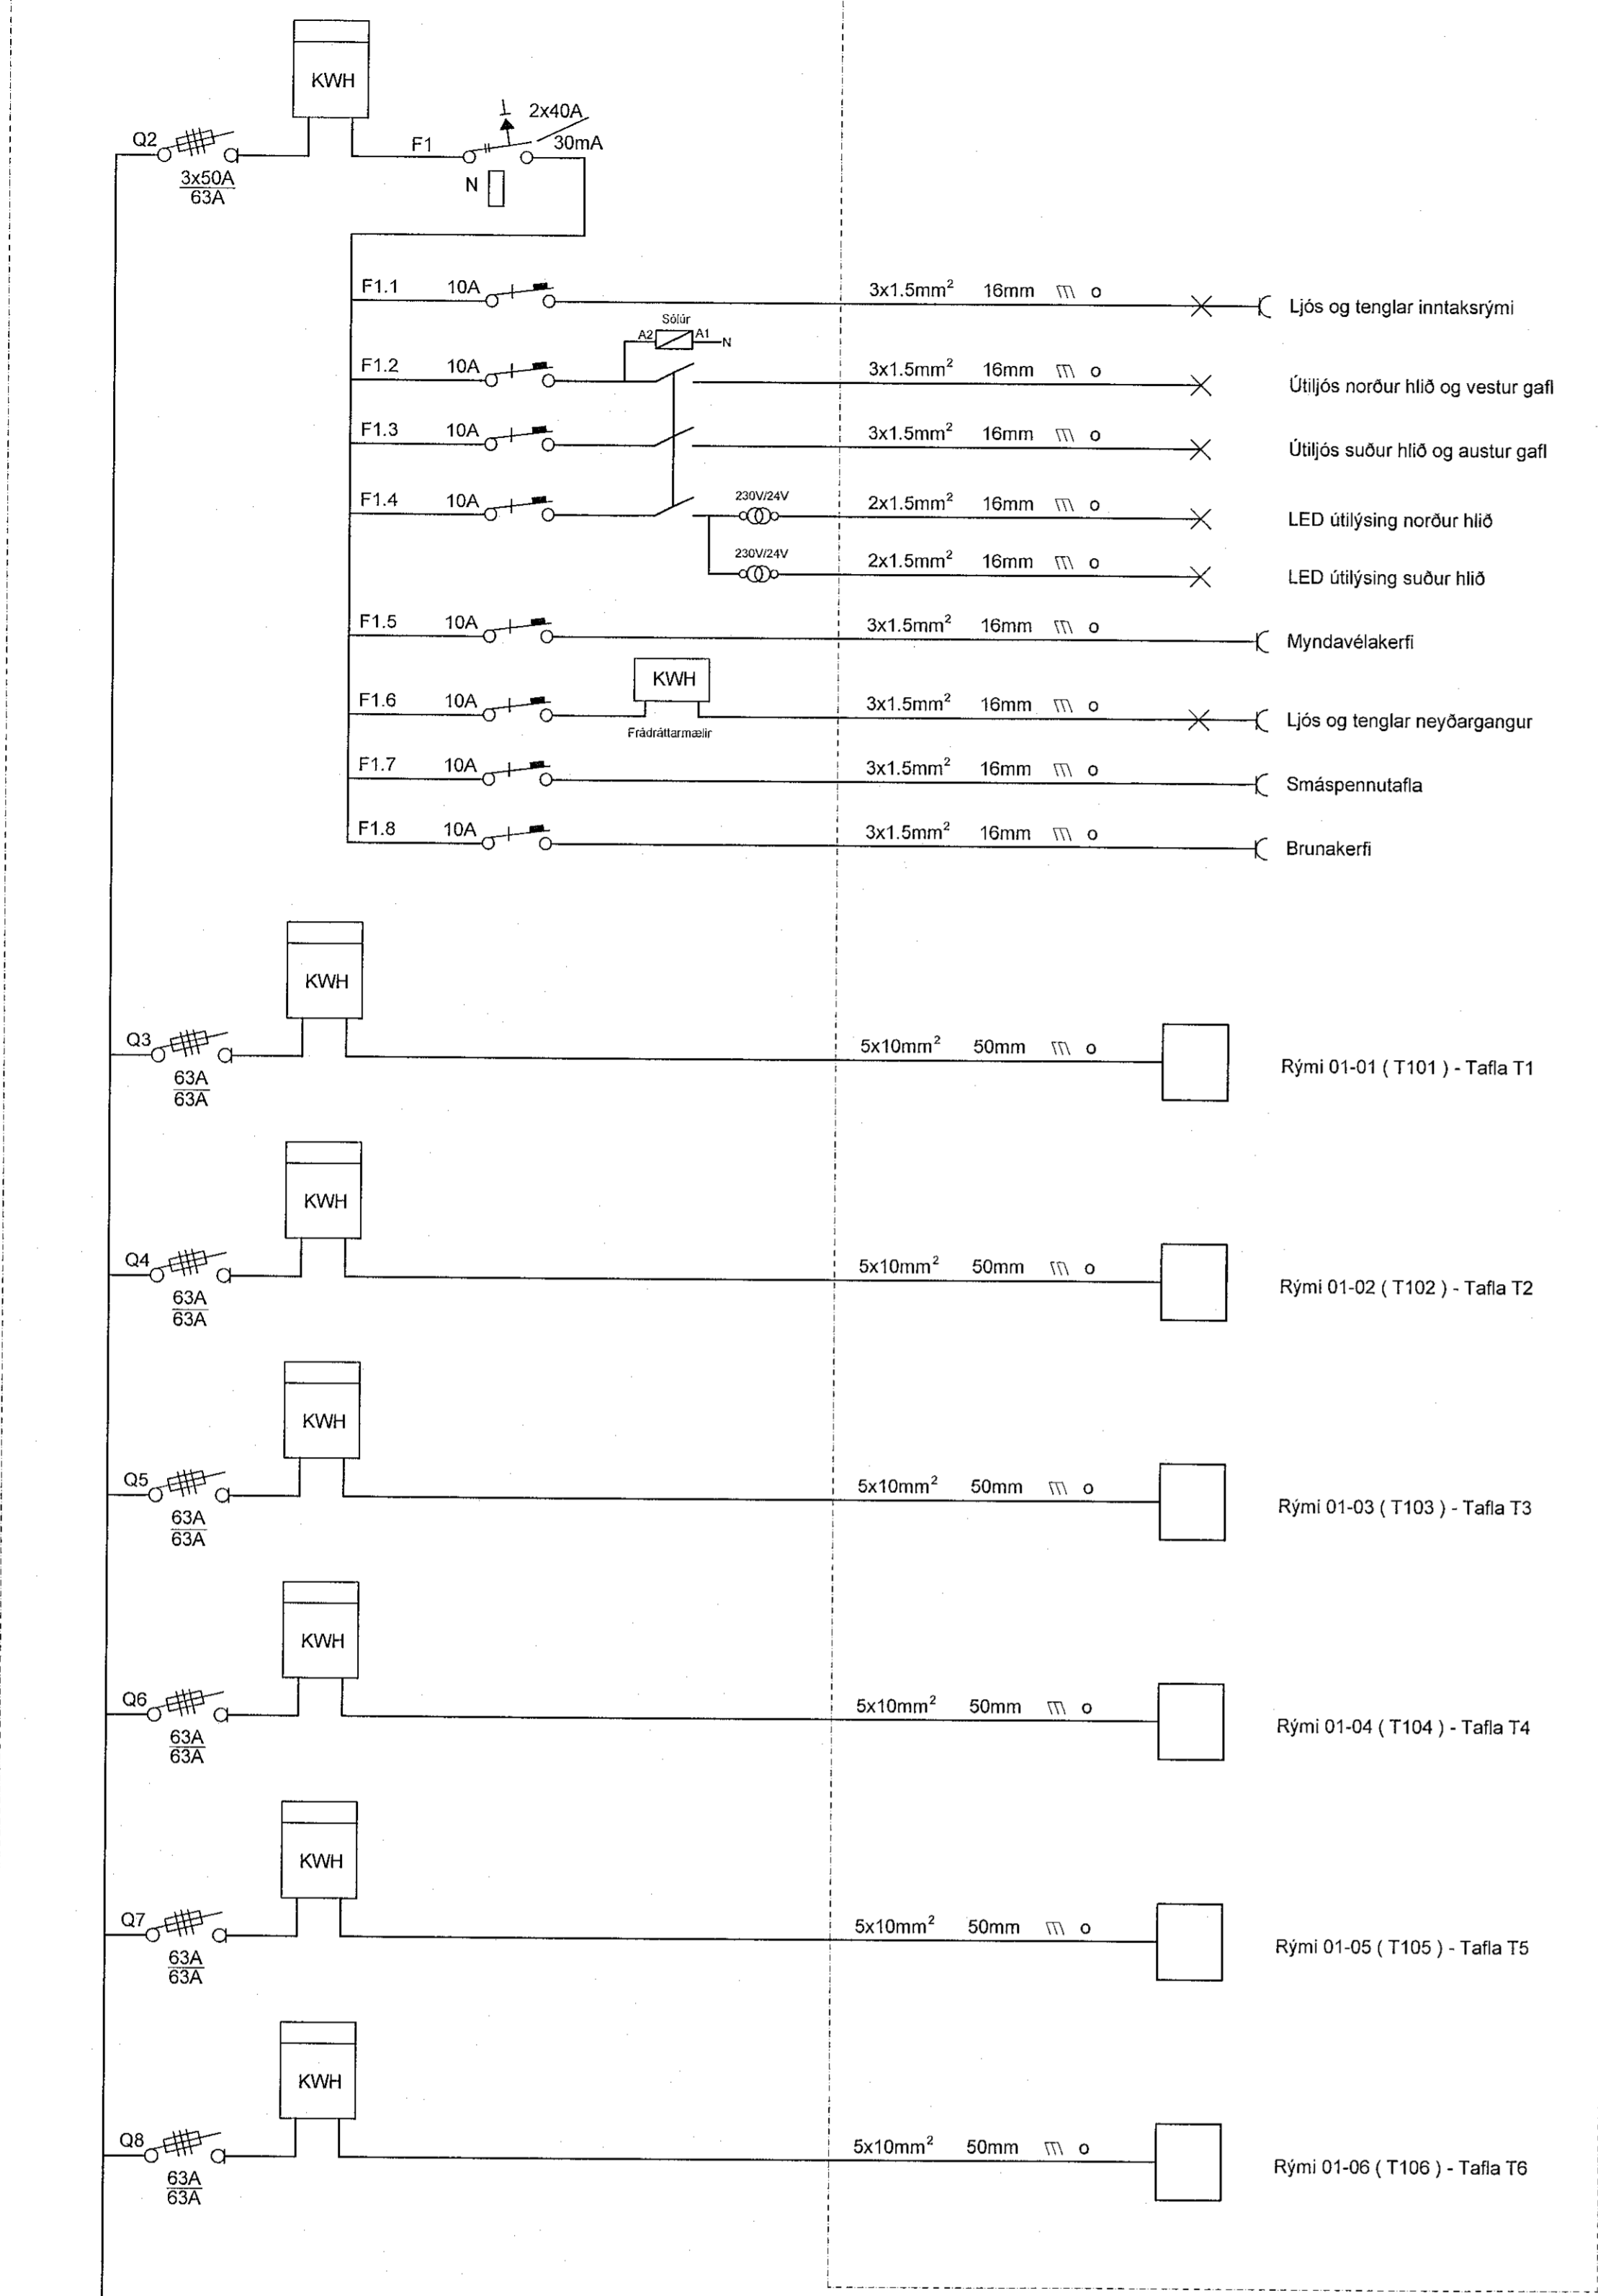 KWH
Q2
3x50A
63A
F1
2x40A
30mA
N
F1.1 10A 3x1.5mm² 16mm Ljós og tenglar inntaksrými
Sólúr
A2 A1 N
F1.2 10A 3x1.5mm² 16mm Útiljós norður hlið og vestur gafl
F1.3 10A 3x1.5mm² 16mm Útiljós suður hlið og austur gafl
230V/24V
F1.4 10A 2x1.5mm² 16mm LED útilýsing norður hlið
230V/24V
2x1.5mm² 16mm LED útilýsing suður hlið
F1.5 10A 3x1.5mm² 16mm Myndavélakerfi
KWH
F1.6 10A 3x1.5mm² 16mm Ljós og tenglar neyðargangur
Frádráttarmælir
F1.7 10A 3x1.5mm² 16mm Smáspennutafla
F1.8 10A 3x1.5mm² 16mm Brunakerfi
KWH
Q3 5x10mm² 50mm Rými 01-01 ( T101 ) - Tafla T1
63A
63A
KWH
Q4 5x10mm² 50mm Rými 01-02 ( T102 ) - Tafla T2
63A
63A
KWH
Q5 5x10mm² 50mm Rými 01-03 ( T103 ) - Tafla T3
63A
63A
KWH
Q6 5x10mm² 50mm Rými 01-04 ( T104 ) - Tafla T4
63A
63A
KWH
Q7 5x10mm² 50mm Rými 01-05 ( T105 ) - Tafla T5
63A
63A
KWH
Q8 5x10mm² 50mm Rými 01-06 ( T106 ) - Tafla T6
63A
63A